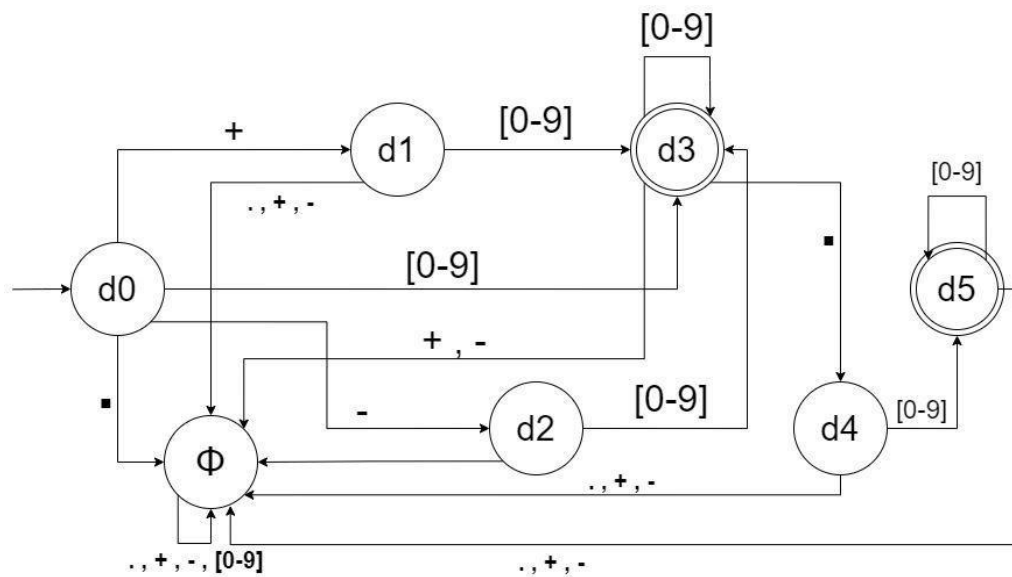 [0-9]
+
[0-9]
d1
d3
. , + , -
[0-9]
.
[0-9]
d0
d5
+ , -
.
-
[0-9]
d2
[0-9]
d4
Φ
. , + , -
. , + , - , [0-9]
. , + , -